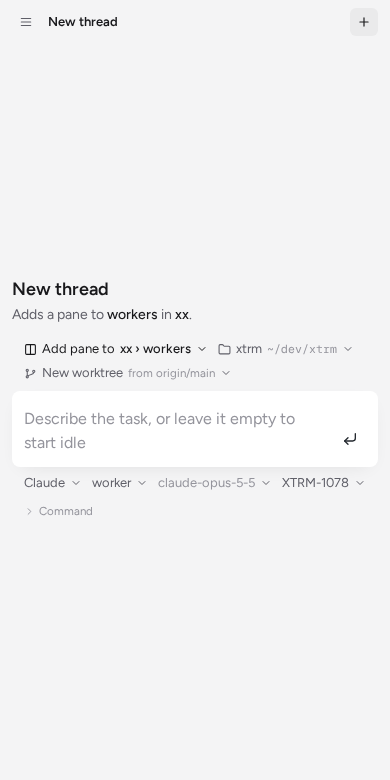 New thread
New thread
Adds a pane to workers in xx.
Add pane to xx › workers xtrm ~/dev/xtrm
New worktree from origin/main
Describe the task, or leave it empty to
start idle
Claude worker claude-opus-5-5 XTRM-1078
Command